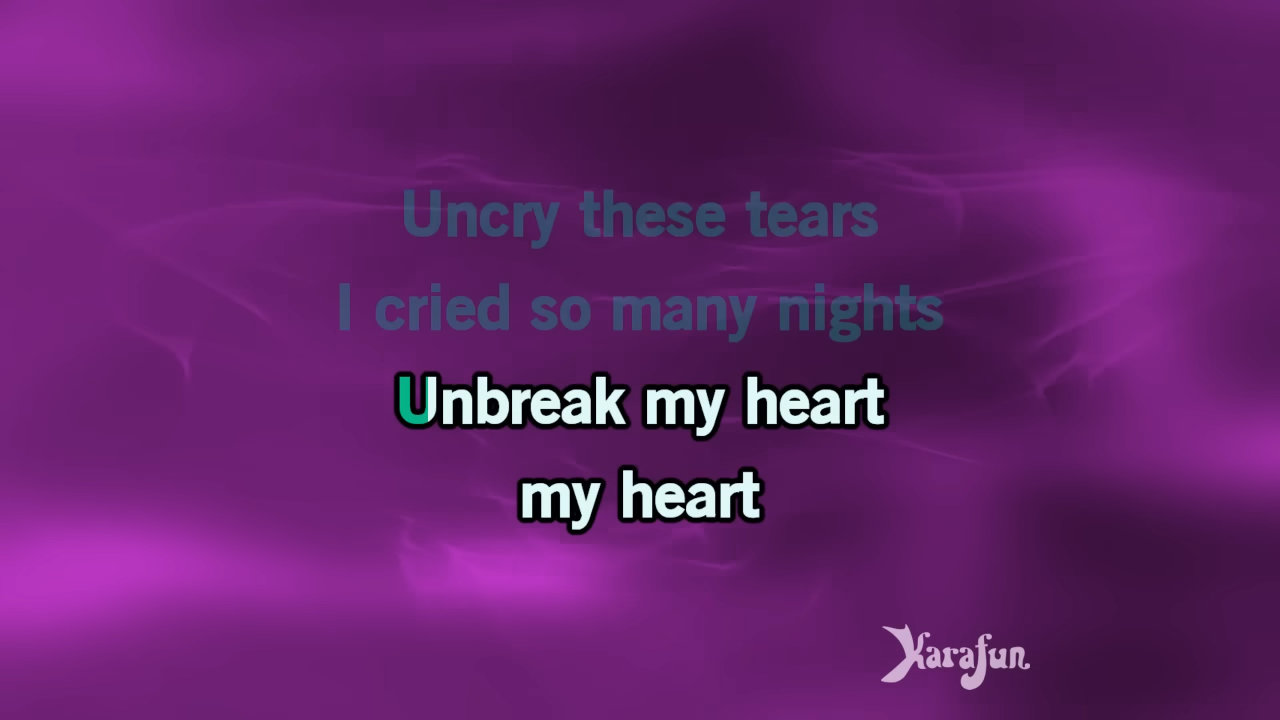 Uncry these tears
I cried so many nights
Unbreak my heart
my heart
Karafun